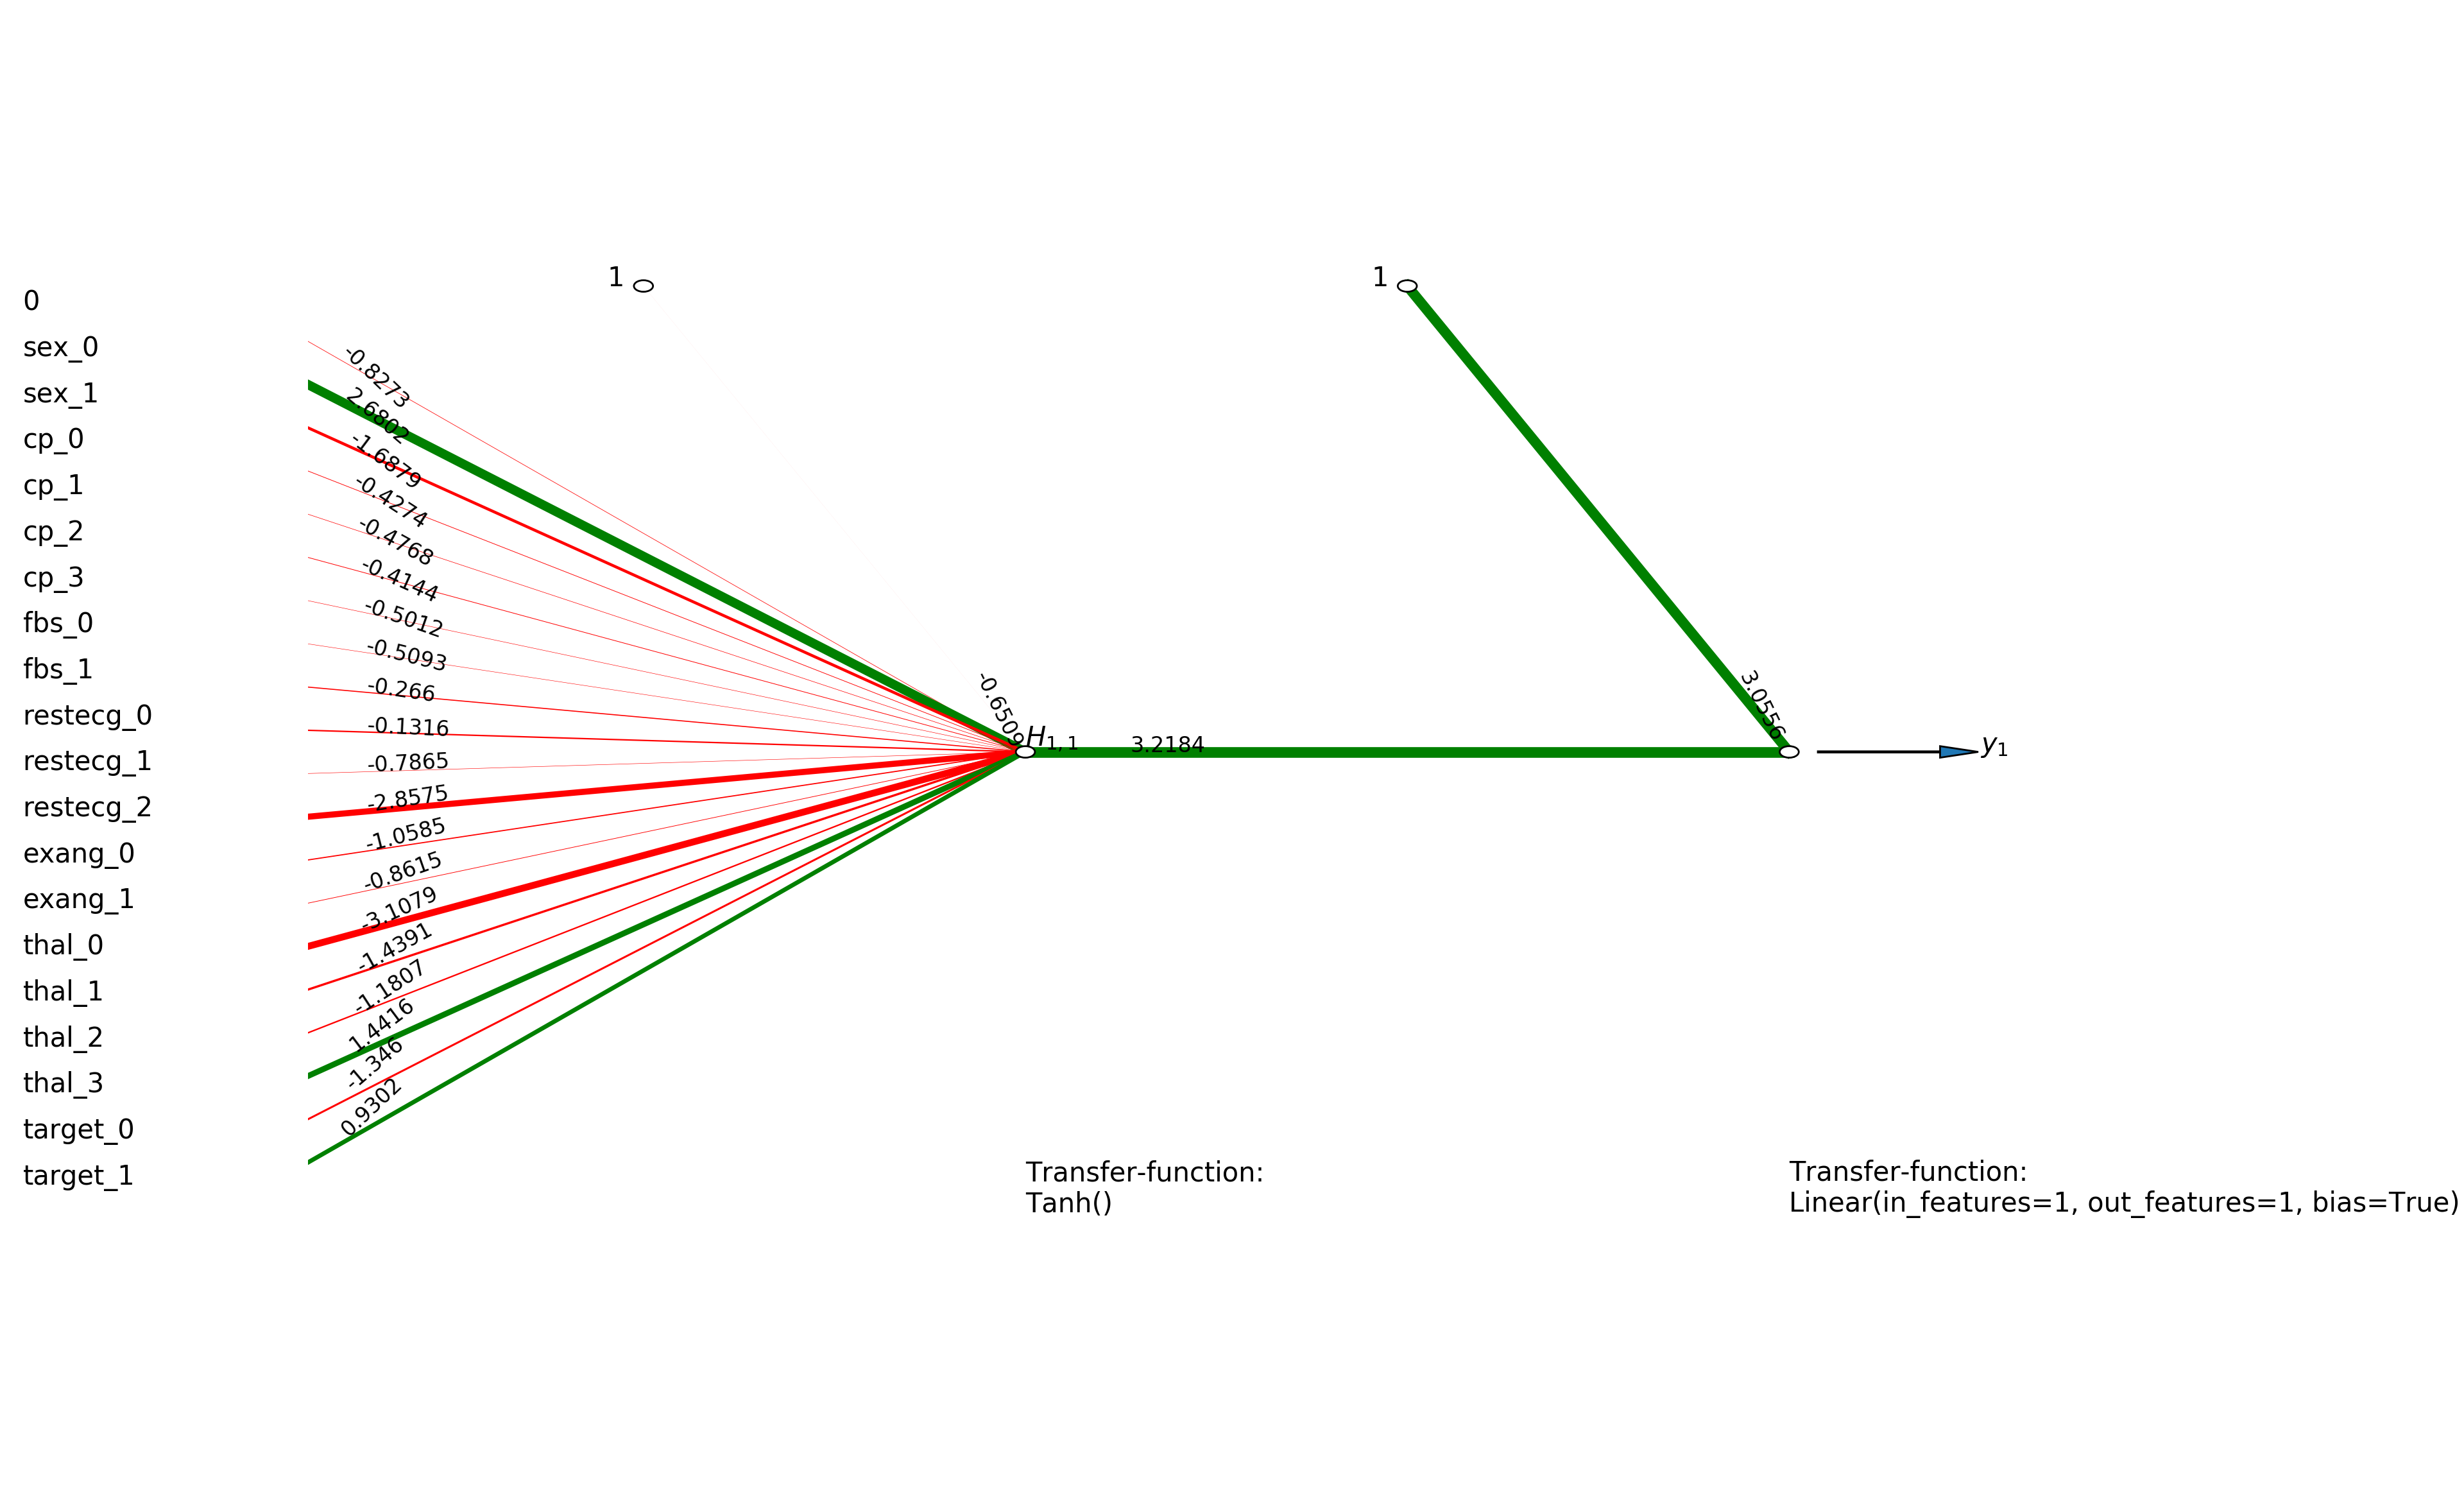 1
1
0
sex_0
sex_1
cp_0
cp_1
cp_2
cp_3
fbs_0
fbs_1
restecg_0
restecg_1
restecg_2
exang_0
exang_1
thal_0
thal_1
thal_2
thal_3
target_0
target_1
-0.8273
2.6802
-1.6879
-0.4274
-0.4768
-0.4144
-0.5012
-0.5093
-0.266
-0.1316
-0.7865
-2.8575
-1.0585
-0.8615
-3.1079
-1.4391
-1.1807
1.4416
-1.346
0.9302
-0.6509
H1,1
3.2184
3.0556
y1
Transfer-function:
Tanh()
Transfer-function:
Linear(in_features=1, out_features=1, bias=True)